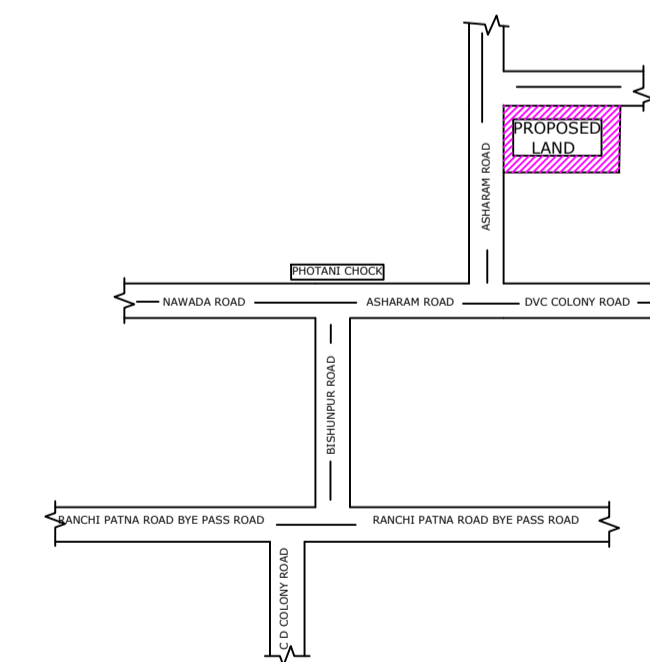 PROPOSED
LAND
ASHARAM ROAD
PHOTANI CHOCK
NAWADA ROAD
ASHARAM ROAD
DVC COLONY ROAD
BISHUNPUR ROAD
RANCHI PATNA ROAD BYE PASS ROAD
RANCHI PATNA ROAD BYE PASS ROAD
C D COLONY ROAD